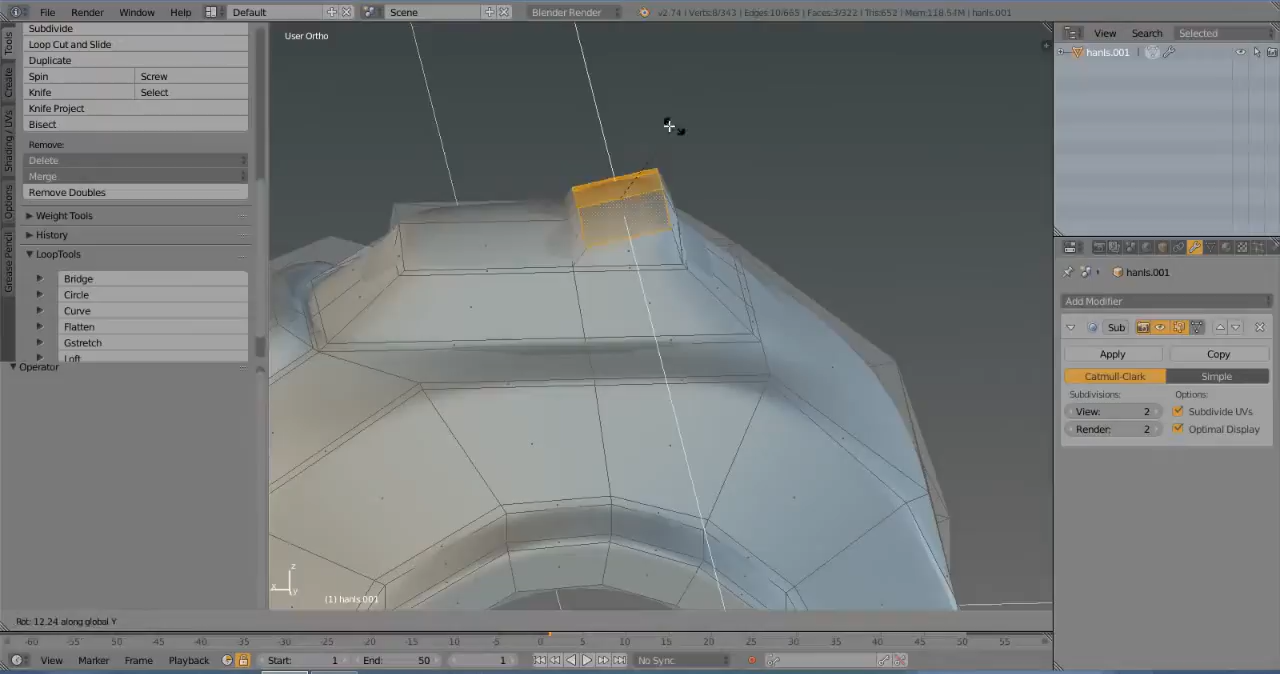 File Render Window Help Default Scene Blender Render v2.74 | Verts:8/343 | Edges:10/665 | Faces:3/322 | Tris:652 | Mem:118.54M | hanls.001
Tools
Create
Shading / UVs
Options
Grease Pencil
Subdivide
Loop Cut and Slide
Duplicate
Spin Screw
Knife Select
Knife Project
Bisect
Remove:
Delete
Merge
Remove Doubles
Weight Tools
History
LoopTools
Bridge
Circle
Curve
Flatten
Gstretch
Loft
Operator
User Ortho
z
x
y
(1) hanls.001
View Search Selected
hanls.001
hanls.001
Add Modifier
Sub
Apply Copy
Catmull-Clark Simple
Subdivisions: Options:
View: 2 Subdivide UVs
Render: 2 Optimal Display
Rot: 12.24 along global Y
-60 -55 -50 -45 -40 -35 -30 -25 -20 -15 -10 -5 0 5 10 15 20 25 30 35 40 45 50 55
View Marker Frame Playback Start: 1 End: 50 1 No Sync